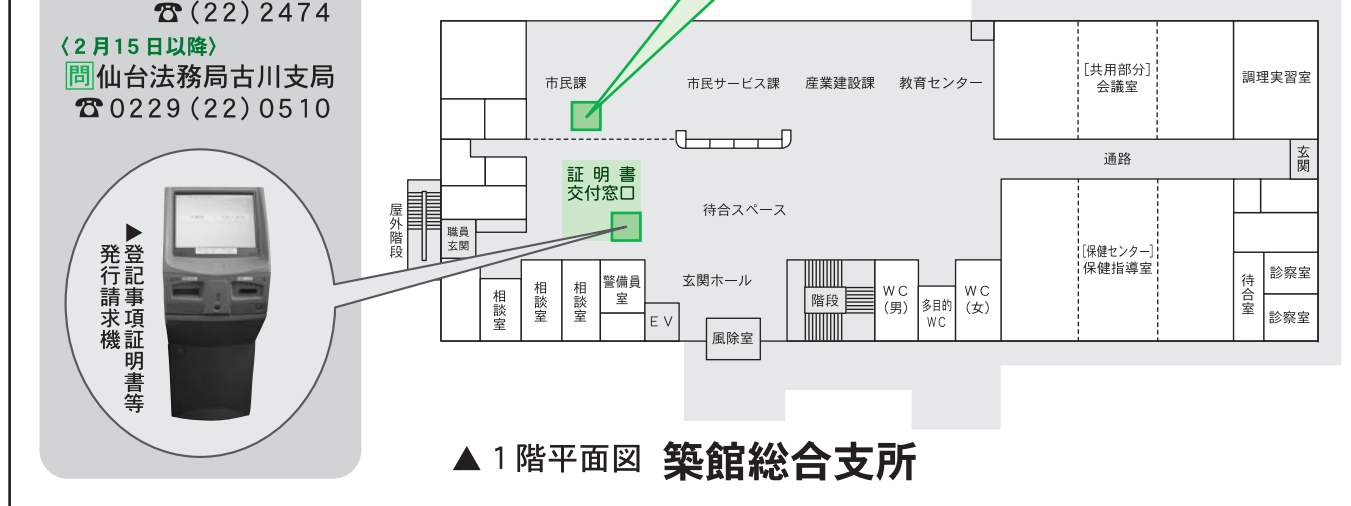 ☎(22)2474
〈2月15日以降〉
問仙台法務局古川支局
☎0229(22)0510
▶登記事項証明書等
発行請求機
市民課
市民サービス課
産業建設課
教育センター
[共用部分]
会議室
調理実習室
通路
玄関
証明書
交付窓口
待合スペース
屋外階段
職員
玄関
[保健センター]
保健指導室
待合室
診察室
診察室
相談室
相談室
相談室
警備員
室
EV
玄関ホール
風除室
階段
WC
(男)
多目的
WC
WC
(女)
▲1階平面図 築館総合支所